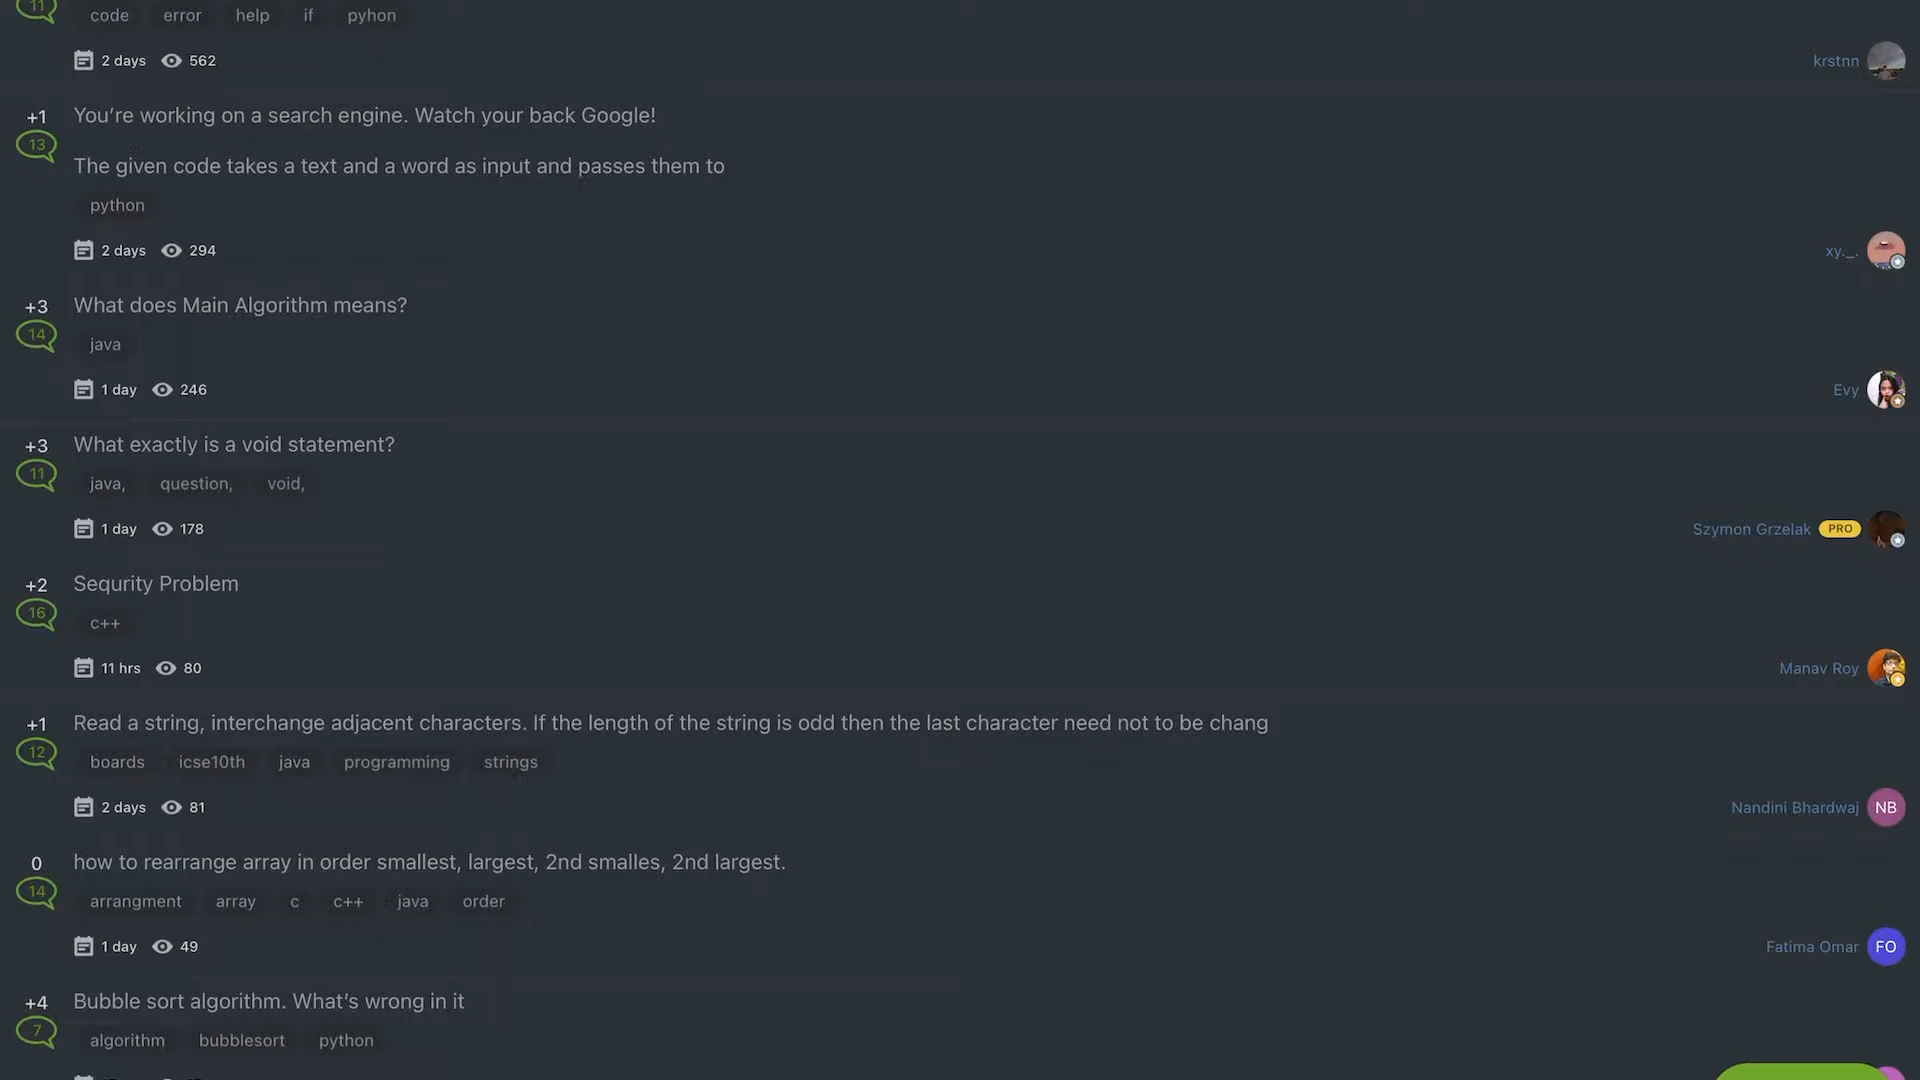 11
code error help if pyhon
2 days 562
krstnn
+1 You’re working on a search engine. Watch your back Google!
13
The given code takes a text and a word as input and passes them to
python
2 days 294
xy._.
+3 What does Main Algorithm means?
14
java
1 day 246
Evy
+3 What exactly is a void statement?
11
java, question, void,
1 day 178
Szymon Grzelak PRO
+2 Sequrity Problem
16
c++
11 hrs 80
Manav Roy
+1 Read a string, interchange adjacent characters. If the length of the string is odd then the last character need not to be chang
12
boards icse10th java programming strings
2 days 81
Nandini Bhardwaj NB
0 how to rearrange array in order smallest, largest, 2nd smalles, 2nd largest.
14
arrangment array c c++ java order
1 day 49
Fatima Omar FO
+4 Bubble sort algorithm. What’s wrong in it
7
algorithm bubblesort python